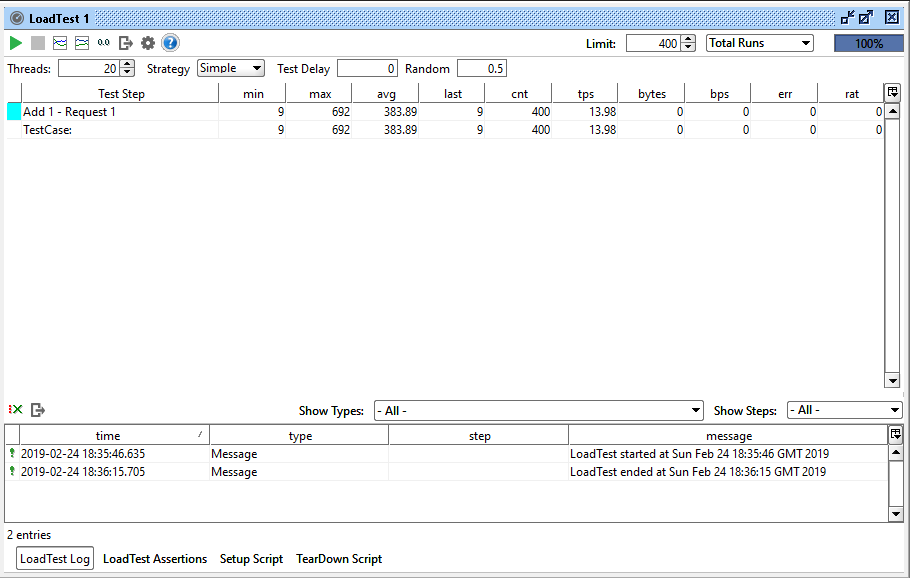 LoadTest 1
0.0 Limit: 400 Total Runs 100%
Threads: 20 Strategy Simple Test Delay 0 Random 0.5
Test Step min max avg last cnt tps bytes bps err rat
Add 1 - Request 1 9 692 383.89 9 400 13.98 0 0 0 0
TestCase: 9 692 383.89 9 400 13.98 0 0 0 0
Show Types: - All - Show Steps: - All -
time type step message
2019-02-24 18:35:46.635 Message LoadTest started at Sun Feb 24 18:35:46 GMT 2019
2019-02-24 18:36:15.705 Message LoadTest ended at Sun Feb 24 18:36:15 GMT 2019
2 entries
LoadTest Log LoadTest Assertions Setup Script TearDown Script